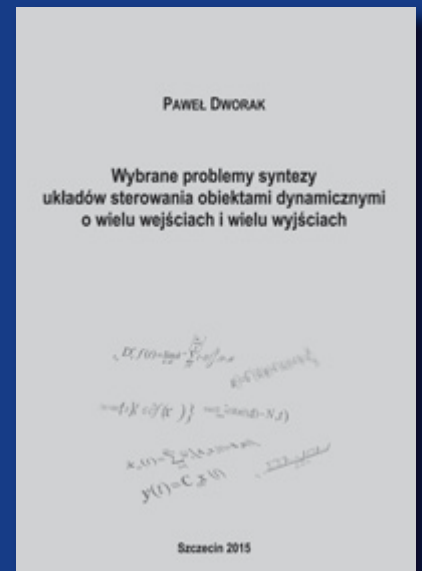 PAWEŁ DWORAK
Wybrane problemy syntezy
układów sterowania obiektami dynamicznymi
o wielu wejściach i wielu wyjściach
Szczecin 2015